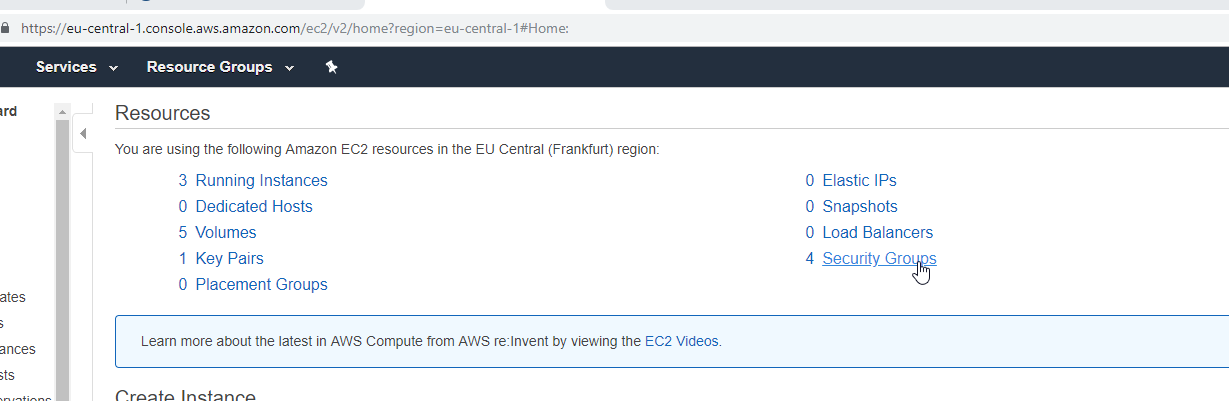 https://eu-central-1.console.aws.amazon.com/ec2/v2/home?region=eu-central-1#Home:
Services Resource Groups
ard
Resources
You are using the following Amazon EC2 resources in the EU Central (Frankfurt) region:
3 Running Instances
0 Dedicated Hosts
5 Volumes
1 Key Pairs
0 Placement Groups
0 Elastic IPs
0 Snapshots
0 Load Balancers
4 Security Groups
ates
s
ances
sts
ervations
Learn more about the latest in AWS Compute from AWS re:Invent by viewing the EC2 Videos.
Create Instance